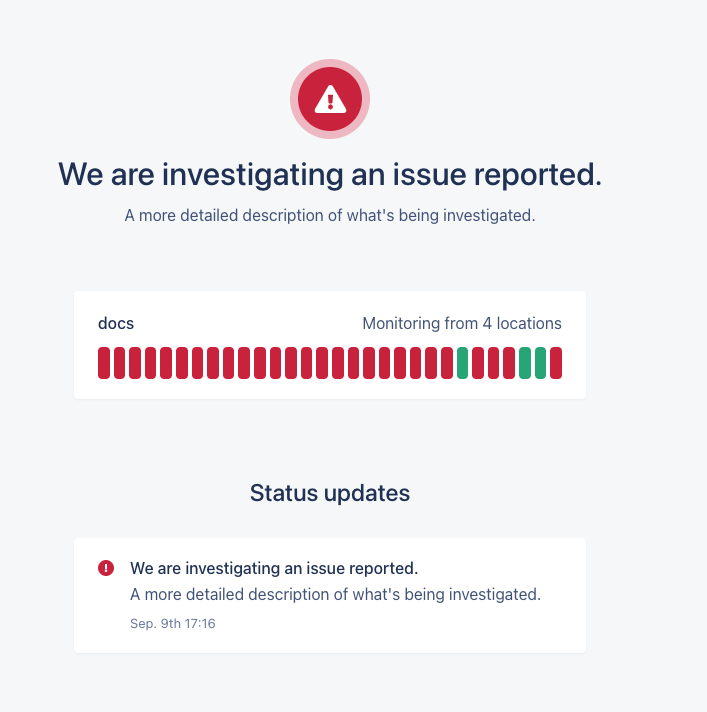 We are investigating an issue reported.
A more detailed description of what's being investigated.
docs
Monitoring from 4 locations
Status updates
We are investigating an issue reported.
A more detailed description of what's being investigated.
Sep. 9th 17:16